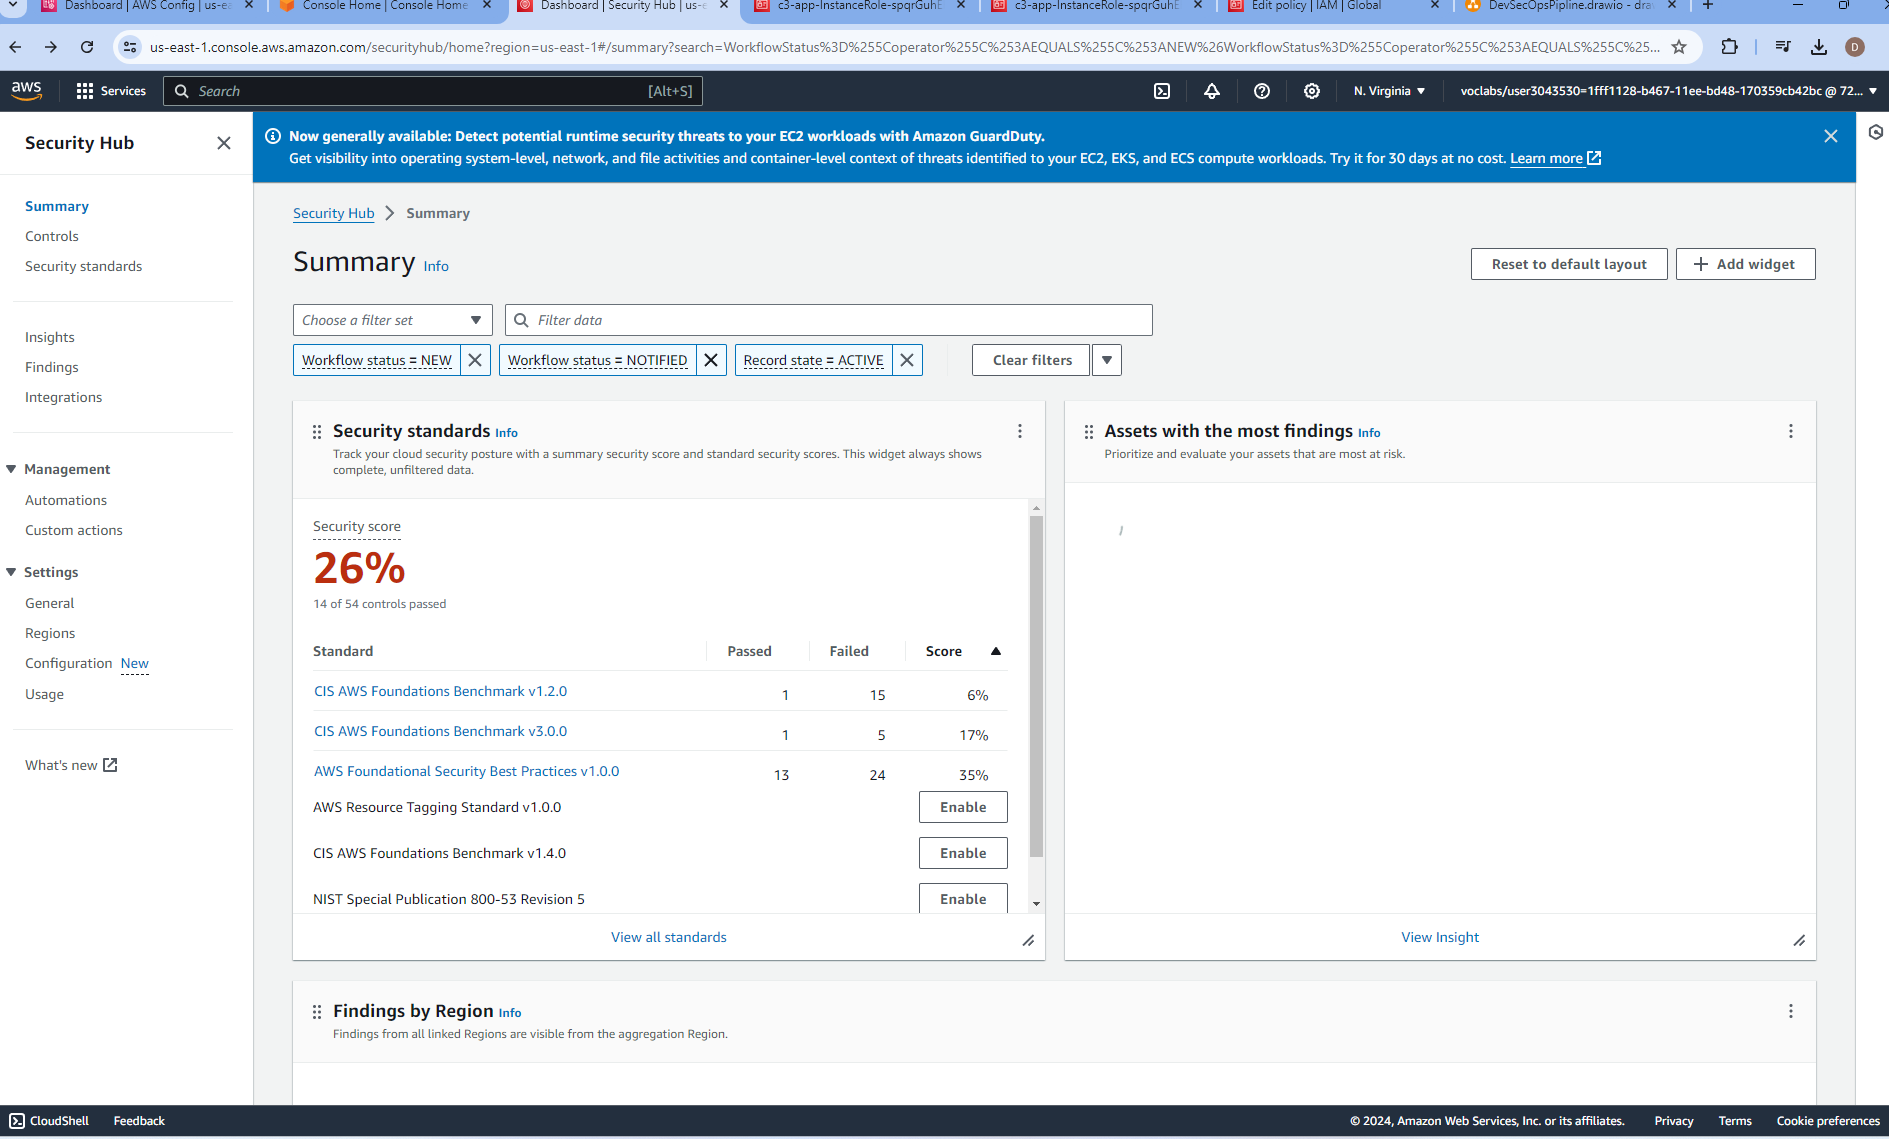 Dashboard | AWS Config | us-ea
Console Home | Console Home
Dashboard | Security Hub | us-e
c3-app-InstanceRole-spqrGuhE
c3-app-InstanceRole-spqrGuhE
Edit policy | IAM | Global
DevSecOpsPipline.drawio - drav
us-east-1.console.aws.amazon.com/securityhub/home?region=us-east-1#/summary?search=WorkflowStatus%3D%255Coperator%255C%253AEQUALS%255C%253ANEW%26WorkflowStatus%3D%255Coperator%255C%253AEQUALS%255C%25...
D
aws
Services
Search
[Alt+S]
N. Virginia
voclabs/user3043530=1fff1128-b467-11ee-bd48-170359cb42bc @ 72...
Security Hub
Summary
Controls
Security standards
Insights
Findings
Integrations
Management
Automations
Custom actions
Settings
General
Regions
Configuration New
Usage
What's new
Now generally available: Detect potential runtime security threats to your EC2 workloads with Amazon GuardDuty.
Get visibility into operating system-level, network, and file activities and container-level context of threats identified to your EC2, EKS, and ECS compute workloads. Try it for 30 days at no cost. Learn more
Security Hub > Summary
Summary Info
Reset to default layout
+ Add widget
Choose a filter set
Filter data
Workflow status = NEW
Workflow status = NOTIFIED
Record state = ACTIVE
Clear filters
Security standards Info
Track your cloud security posture with a summary security score and standard security scores. This widget always shows
complete, unfiltered data.
Security score
26%
14 of 54 controls passed
Standard Passed Failed Score
CIS AWS Foundations Benchmark v1.2.0 1 15 6%
CIS AWS Foundations Benchmark v3.0.0 1 5 17%
AWS Foundational Security Best Practices v1.0.0 13 24 35%
AWS Resource Tagging Standard v1.0.0 Enable
CIS AWS Foundations Benchmark v1.4.0 Enable
NIST Special Publication 800-53 Revision 5 Enable
View all standards
Assets with the most findings Info
Prioritize and evaluate your assets that are most at risk.
View Insight
Findings by Region Info
Findings from all linked Regions are visible from the aggregation Region.
CloudShell
Feedback
© 2024, Amazon Web Services, Inc. or its affiliates.
Privacy
Terms
Cookie preferences